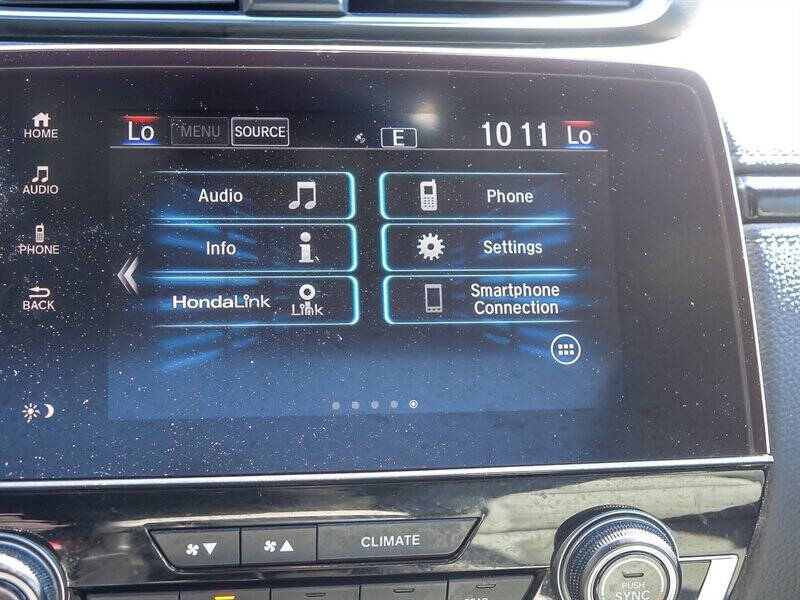 HOME
AUDIO
PHONE
BACK
Lo MENU SOURCE E 10 11 Lo
Audio
Phone
Info
Settings
HondaLink
Link
Smartphone
Connection
CLIMATE
PUSH
SYNC
REAR